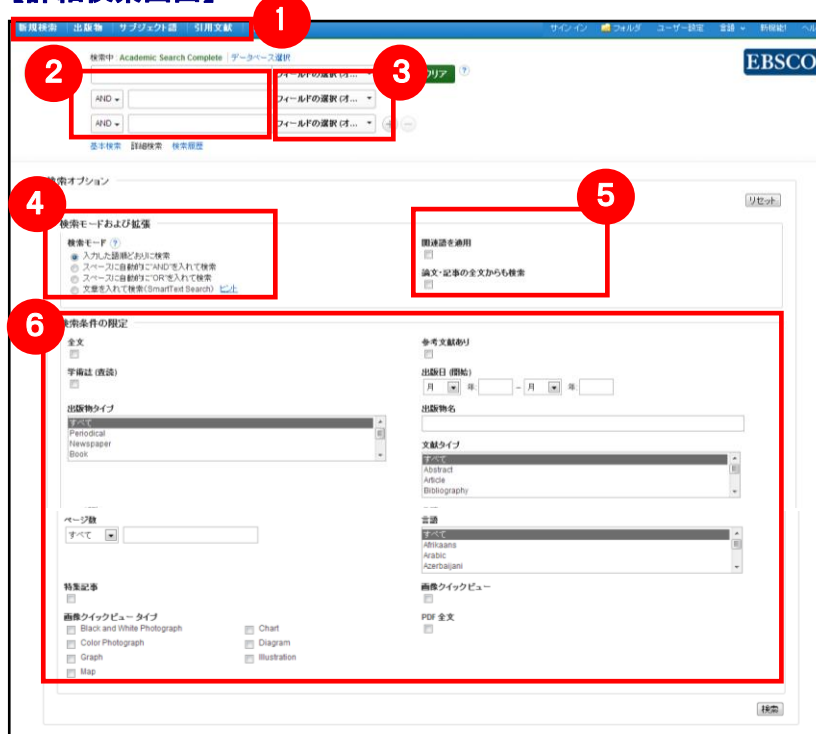 新規検索 出版物 サブジェクト語 引用文献 サインイン フォルダ ユーザー設定 言語 新機能!
1
検索中: Academic Search Complete データベース選択
EBSCO
2
3
フィールドの選択 (オ... クリア ?
AND フィールドの選択 (オ...
AND フィールドの選択 (オ...
基本検索 詳細検索 検索履歴
検索オプション
リセット
4
5
検索モードおよび拡張
検索モード ?
入力した語順どおりに検索
スペースに自動的に"AND"を入れて検索
スペースに自動的に"OR"を入れて検索
文章を入れて検索(SmartText Search) ヒント
関連語を適用
論文・記事の全文からも検索
6
検索条件の限定
全文
参考文献あり
学術誌 (査読)
出版日 (開始)
月 年: – 月 年:
出版物タイプ
すべて
Periodical
Newspaper
Book
出版物名
文献タイプ
すべて
Abstract
Article
Bibliography
ページ数
すべて
言語
すべて
Afrikaans
Arabic
Azerbaijani
特集記事
画像クイックビュー
画像クイックビュー タイプ
Black and White Photograph Chart
Color Photograph Diagram
Graph Illustration
Map
PDF 全文
検索